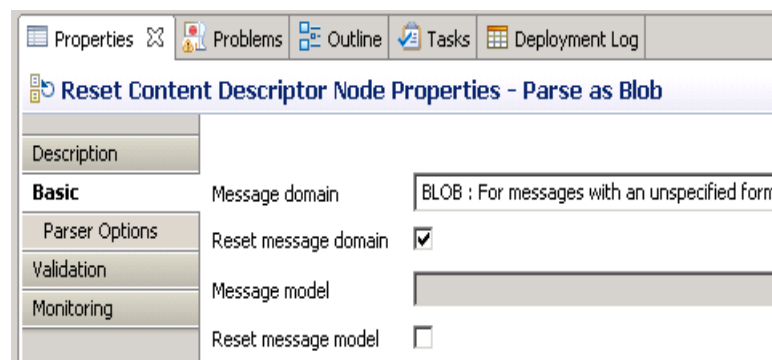 Properties Problems Outline Tasks Deployment Log
Reset Content Descriptor Node Properties - Parse as Blob
Description
Basic
Message domain BLOB : For messages with an unspecified
Parser Options
Reset message domain
Validation
Message model
Monitoring
Reset message model